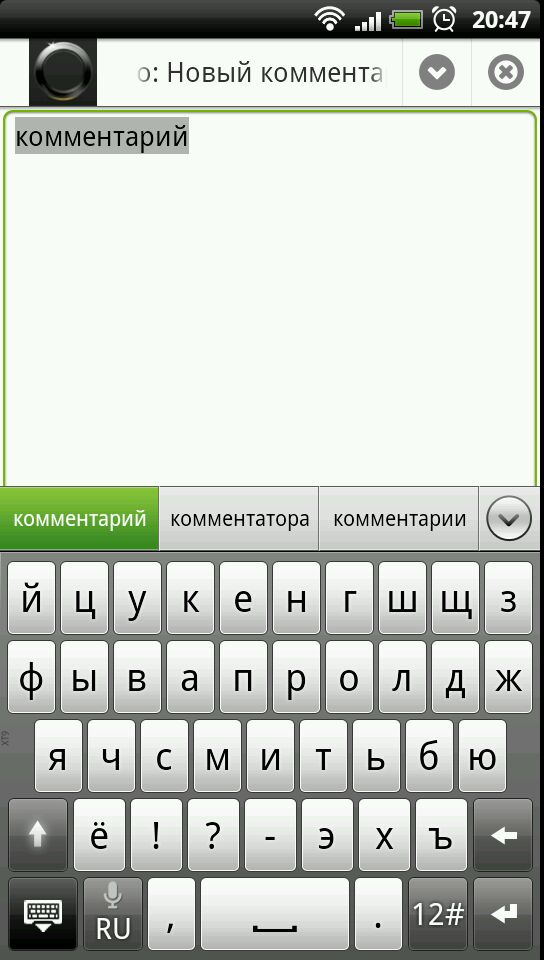 20:47
о: Новый коммента
комментарий
комментарий комментатора комментарии
й ц у к е н г ш щ з
ф ы в а п р о л д ж
XT9
я ч с м и т ь б ю
ё ! ? - э х ъ
RU , . 12#